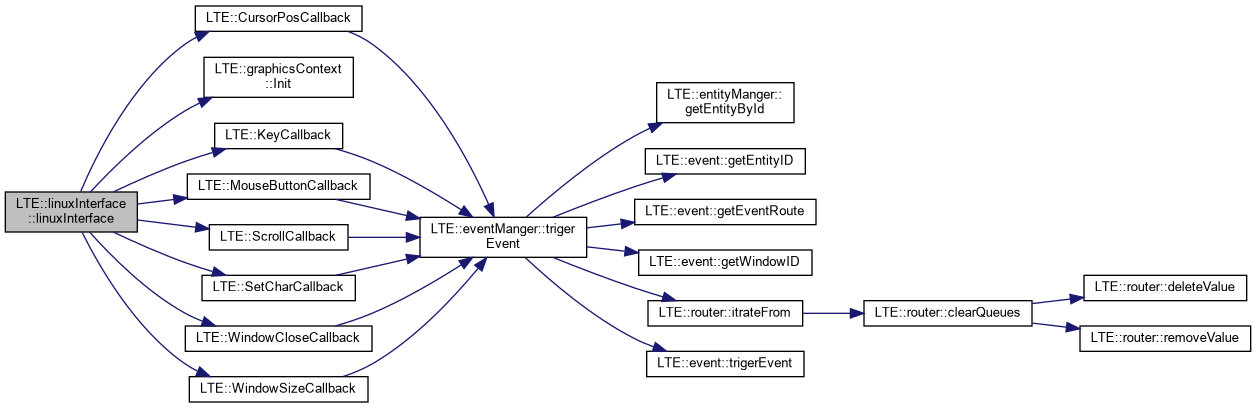 LTE::linuxInterface
::linuxInterface
LTE::CursorPosCallback
LTE::graphicsContext
::Init
LTE::KeyCallback
LTE::MouseButtonCallback
LTE::ScrollCallback
LTE::SetCharCallback
LTE::WindowCloseCallback
LTE::WindowSizeCallback
LTE::eventManger::triger
Event
LTE::entityManger::
getEntityById
LTE::event::getEntityID
LTE::event::getEventRoute
LTE::event::getWindowID
LTE::router::itrateFrom
LTE::event::trigerEvent
LTE::router::clearQueues
LTE::router::deleteValue
LTE::router::removeValue